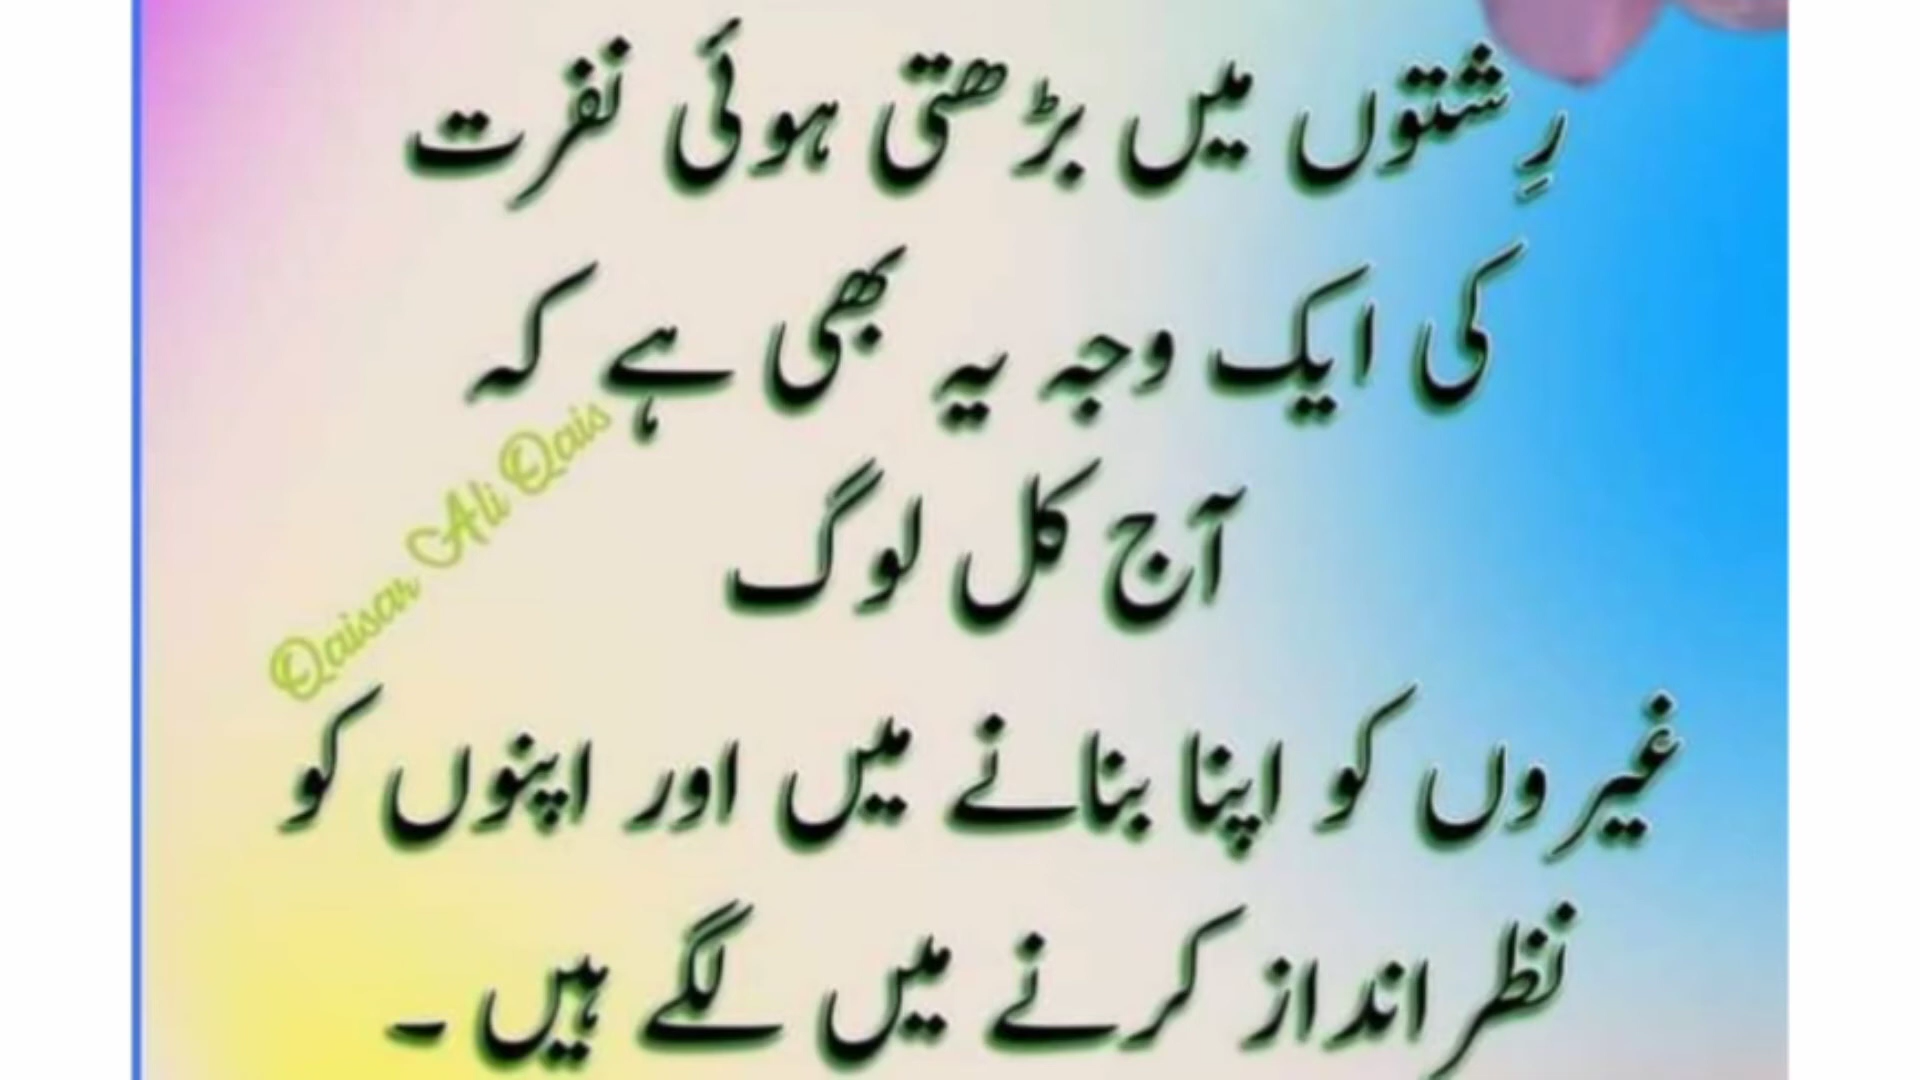 رِشتوں میں بڑھتی ہوئی نفرت
کی ایک وجہ یہ بھی ہے کہ
آج کل لوگ
غیروں کو اپنا بنانے میں اور اپنوں کو
نظر انداز کرنے میں لگے ہیں ۔
Qaisar Ali Qais